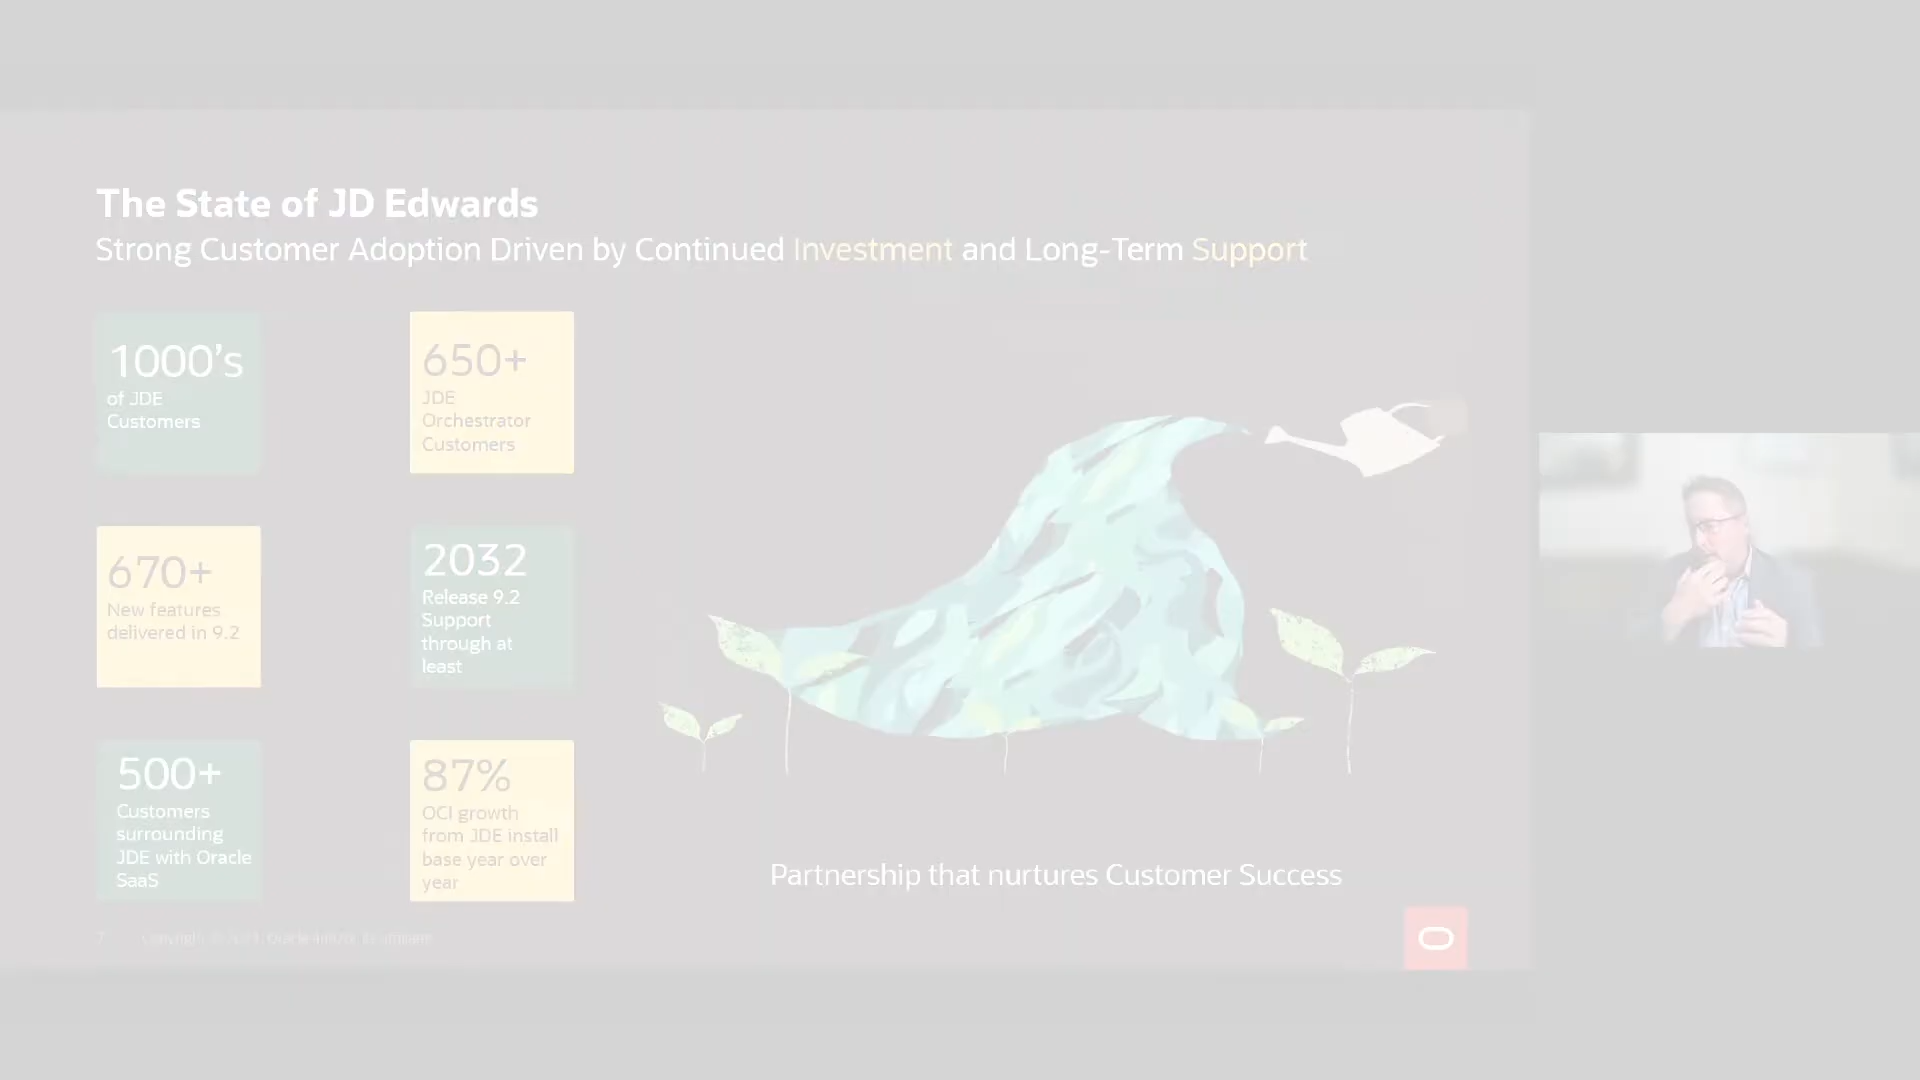 The State of JD Edwards
Strong Customer Adoption Driven by Continued Investment and Long-Term Support
1000's
of JDE
Customers
650+
JDE
Orchestrator
Customers
670+
New features
delivered in 9.2
2032
Release 9.2
Support
through at
least
500+
Customers
surrounding
JDE with Oracle
SaaS
87%
OCI growth
from JDE install
base year over
year
Partnership that nurtures Customer Success
7
Copyright © Oracle